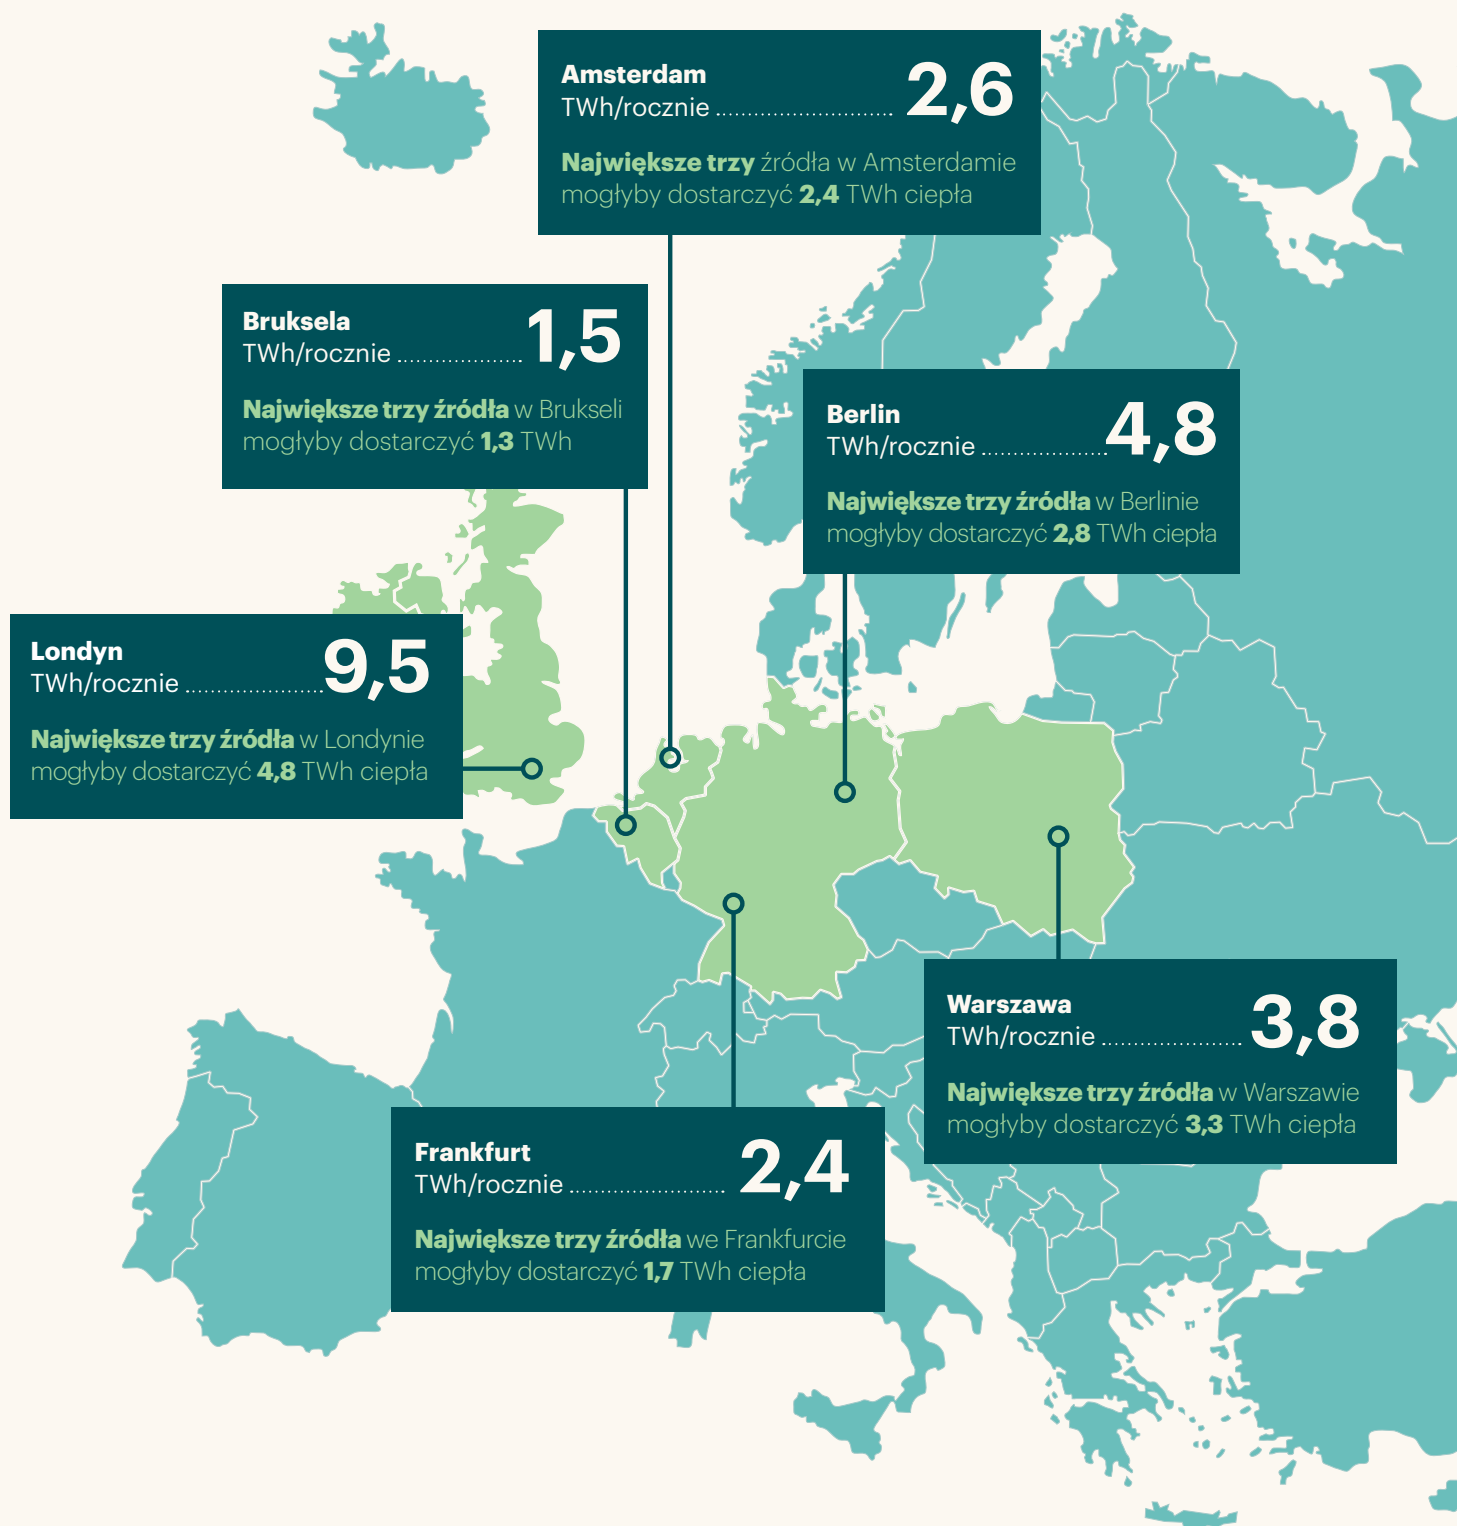 Amsterdam
TWh/rocznie .......................... 2,6
Największe trzy źródła w Amsterdamie
mogłyby dostarczyć 2,4 TWh ciepła
Bruksela
TWh/rocznie .................... 1,5
Największe trzy źródła w Brukseli
mogłyby dostarczyć 1,3 TWh
Berlin
TWh/rocznie .................... 4,8
Największe trzy źródła w Berlinie
mogłyby dostarczyć 2,8 TWh ciepła
Londyn
TWh/rocznie ...................... 9,5
Największe trzy źródła w Londynie
mogłyby dostarczyć 4,8 TWh ciepła
Warszawa
TWh/rocznie ...................... 3,8
Największe trzy źródła w Warszawie
mogłyby dostarczyć 3,3 TWh ciepła
Frankfurt
TWh/rocznie ........................ 2,4
Największe trzy źródła we Frankfurcie
mogłyby dostarczyć 1,7 TWh ciepła